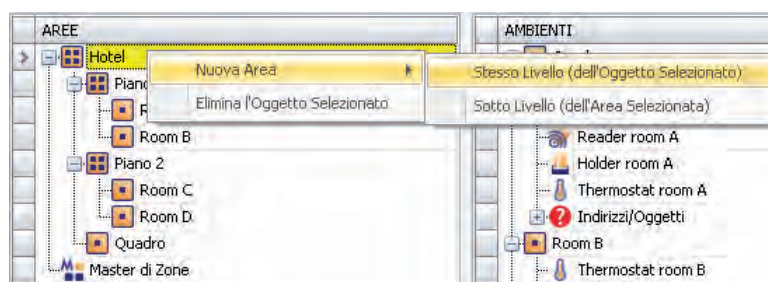 AREE
Hotel
Nuova Area
Elimina l'Oggetto Selezionato
Room B
Piano 2
Room C
Room D
Quadro
Master di Zone
AMBIENTI
Stesso Livello (dell'Oggetto Selezionato)
Sotto Livello (dell'Area Selezionata)
Reader room A
Holder room A
Thermostat room A
Indirizzi/Oggetti
Room B
Thermostat room B